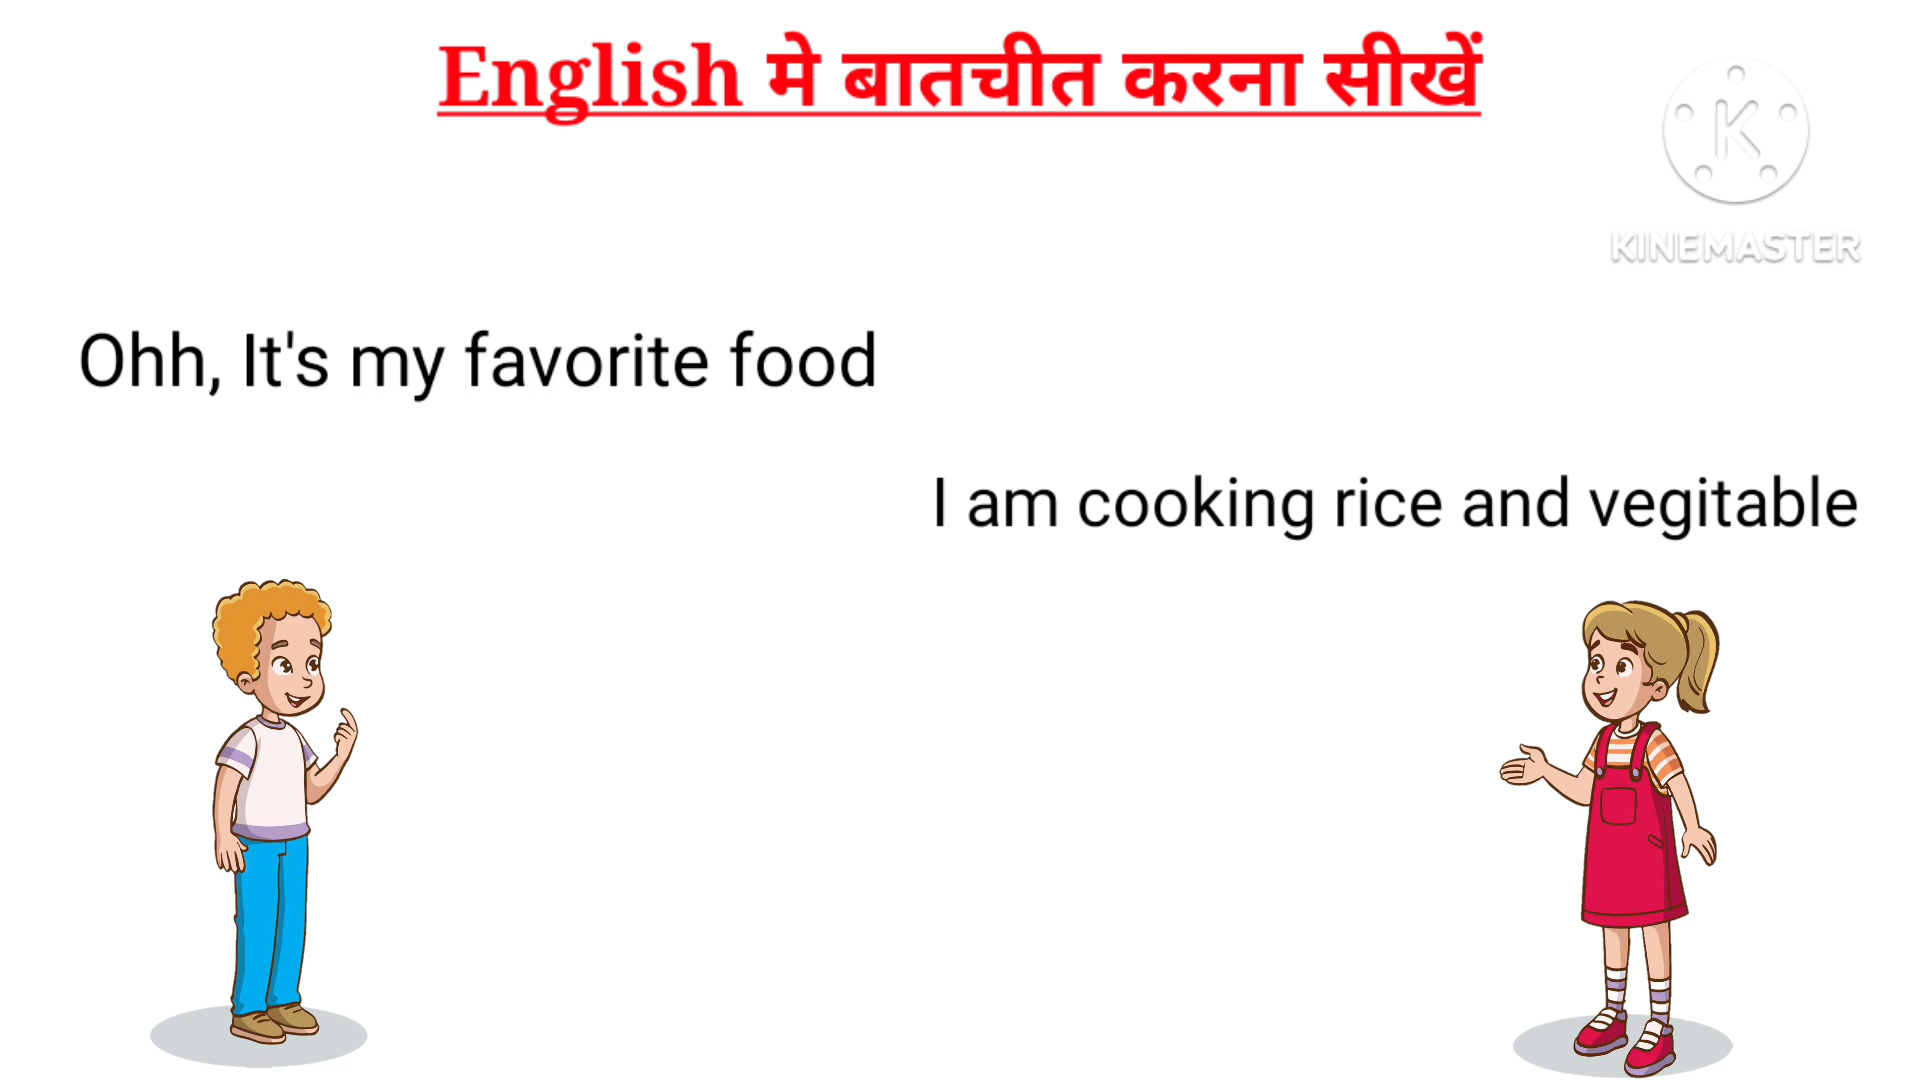 English मे बातचीत करना सीखें
K
KINEMASTER
Ohh, It's my favorite food
I am cooking rice and vegitable